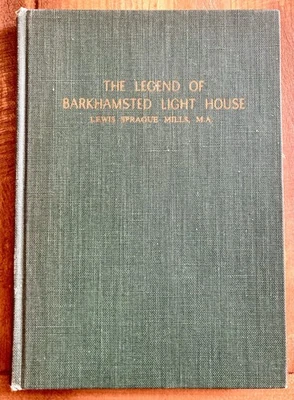 THE LEGEND OF
BARKHAMSTED LIGHT HOUSE
LEWIS SPRAGUE MILLS, M.A.